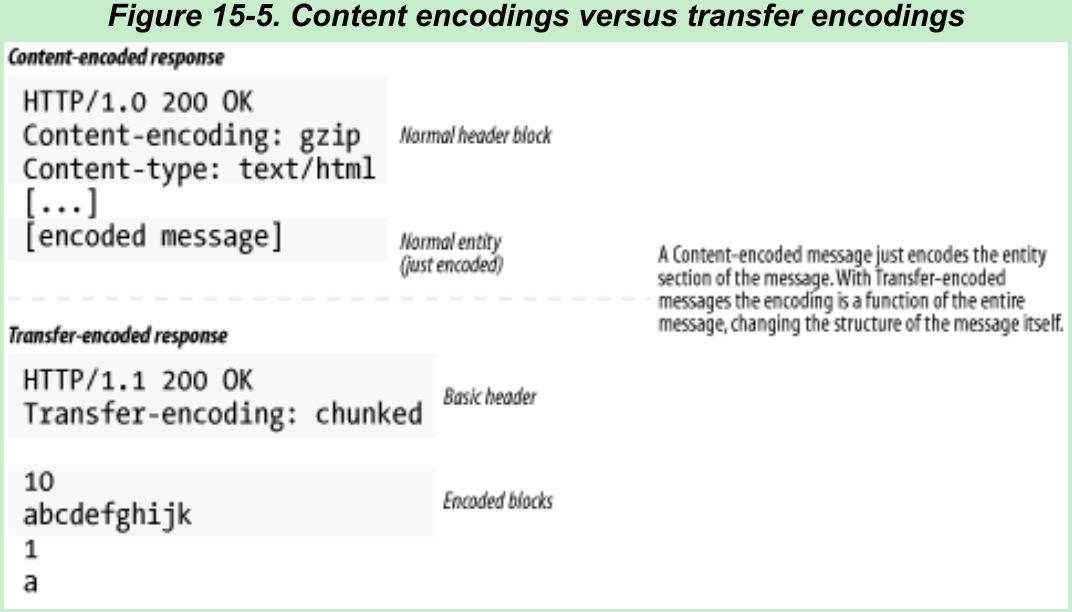 Figure 15-5. Content encodings versus transfer encodings
Content-encoded response
HTTP/1.0 200 OK
Content-encoding: gzip
Content-type: text/html
[...]
[encoded message]
Normal header block
Normal entity
(just encoded)
A Content-encoded message just encodes the entity
section of the message. With Transfer-encoded
messages the encoding is a function of the entire
message, changing the structure of the message itself.
Transfer-encoded response
HTTP/1.1 200 OK
Transfer-encoding: chunked
Basic header
10
abcdefghijk
Encoded blocks
1
a